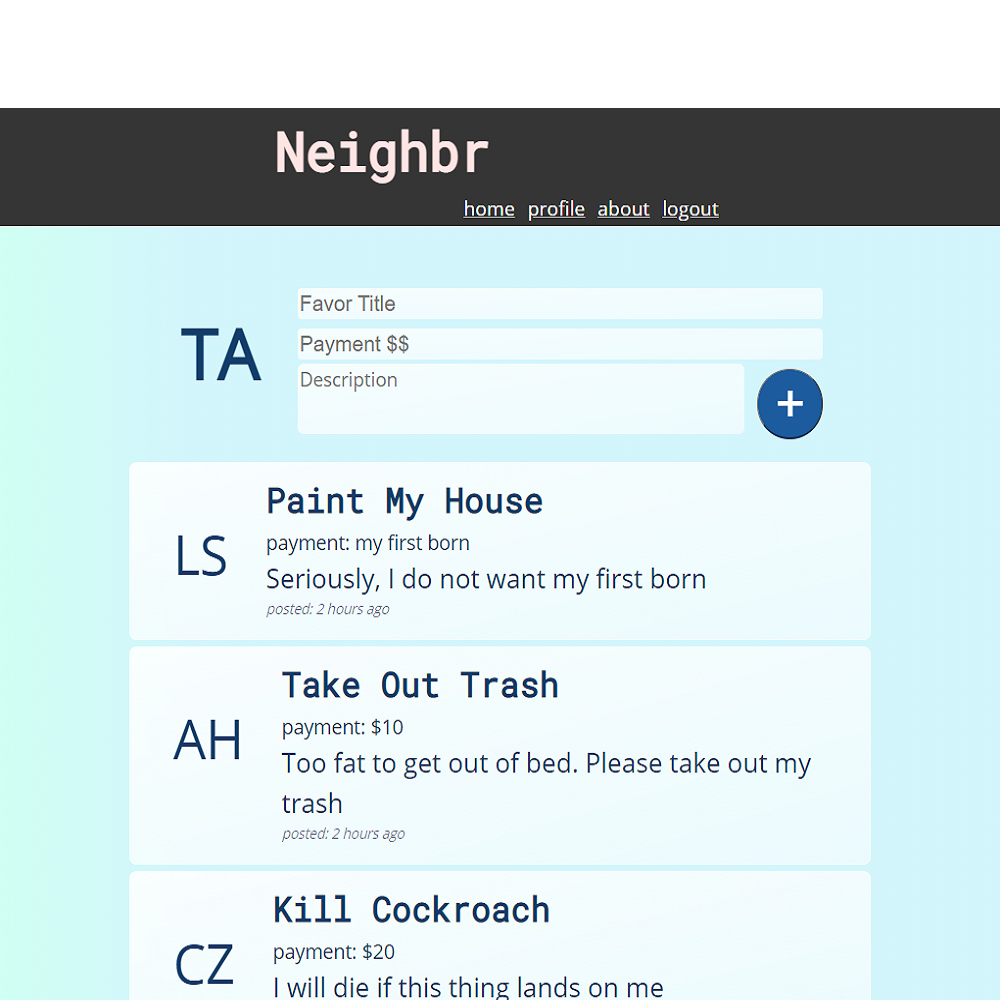 Neighbr
home profile about logout
TA
Favor Title
Payment $$
Description
+
LS
Paint My House
payment: my first born
Seriously, I do not want my first born
posted: 2 hours ago
AH
Take Out Trash
payment: $10
Too fat to get out of bed. Please take out my
trash
posted: 2 hours ago
CZ
Kill Cockroach
payment: $20
I will die if this thing lands on me